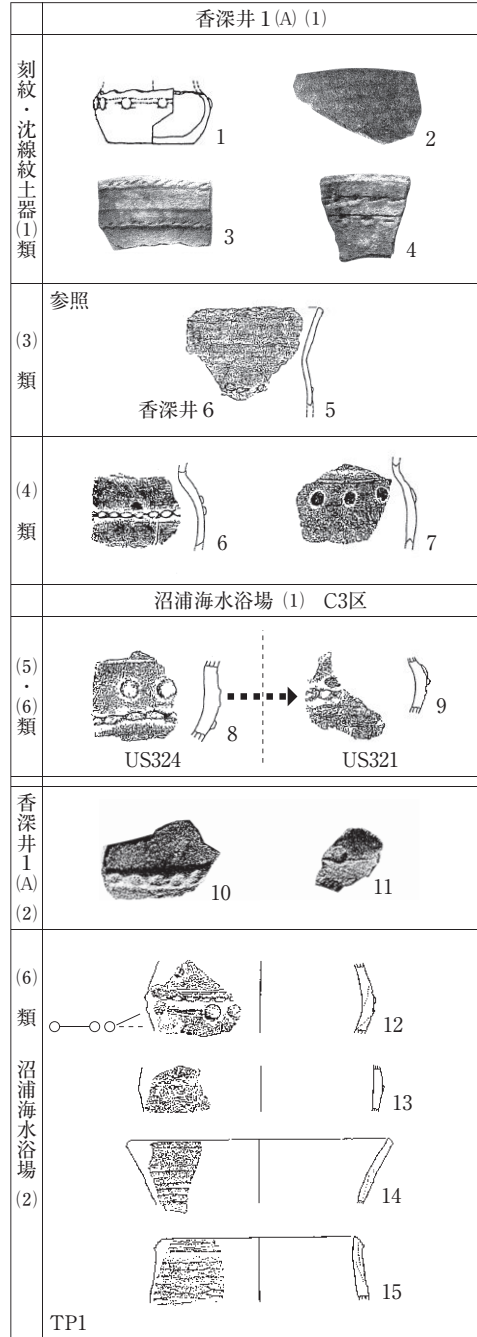 香深井1(A) (1)
刻紋・沈線紋土器(1)類
1
2
3
4
(3)類
参照
香深井6
5
(4)類
6
7
沼浦海水浴場 (1) C3区
(5)・(6)類
8
9
US324
US321
香深井1(A)(2)
10
11
(6)類
12
沼浦海水浴場(2)
13
14
15
TP1